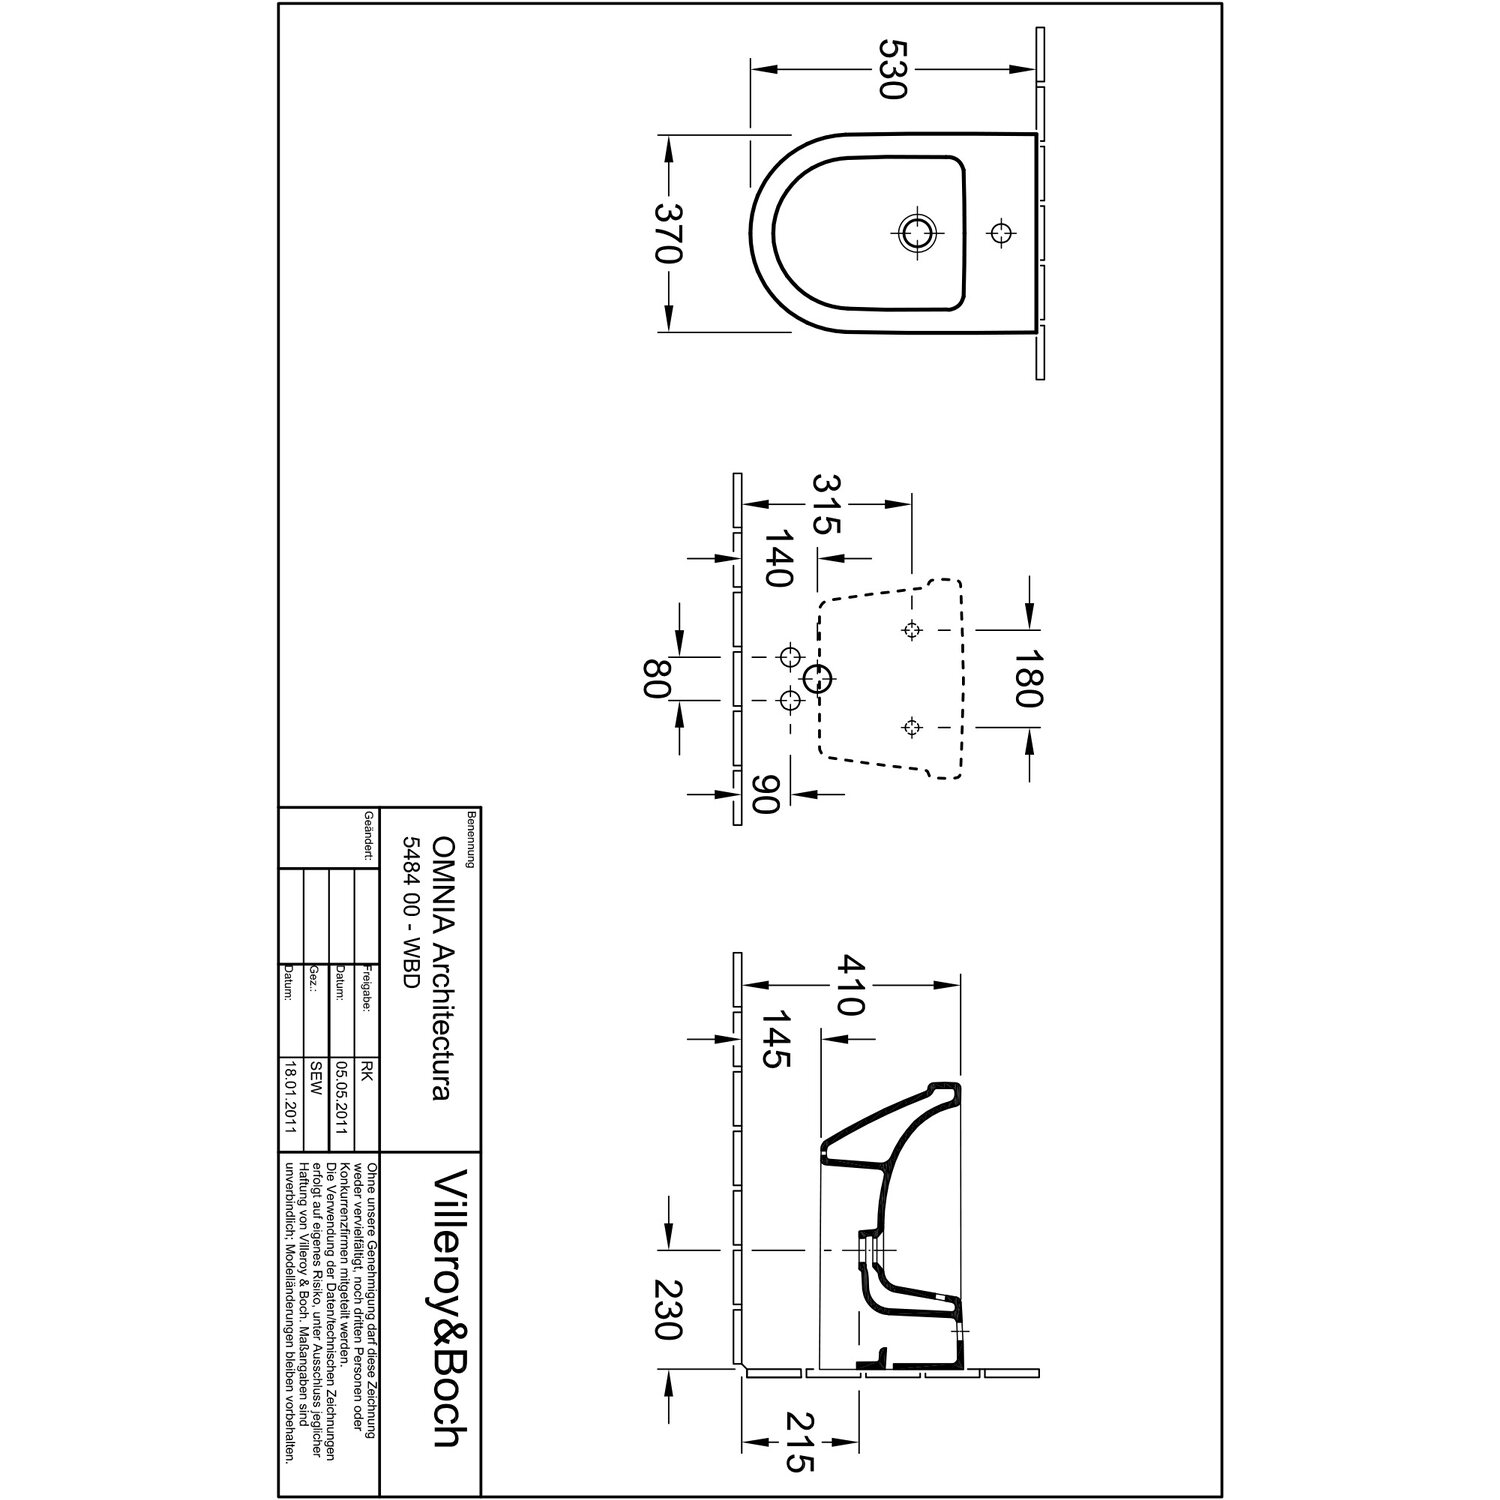 530
370
315
140
180
80
90
410
145
230
215
Benennung
OMNIA Architectura
5484 00 - WBD
Villeroy&Boch
Geändert:
Freigabe: RK
Datum: 05.05.2011
Gez.: SEW
Datum: 18.01.2011
Ohne unsere Genehmigung darf diese Zeichnung
weder vervielfältigt, noch dritten Personen oder
Konkurrenzfirmen mitgeteilt werden.
Die Verwendung der Daten/technischen Zeichnungen
erfolgt auf eigenes Risiko, unter Ausschluss jeglicher
Haftung von Villeroy & Boch. Maßangaben sind
unverbindlich; Modelländerungen bleiben vorbehalten.